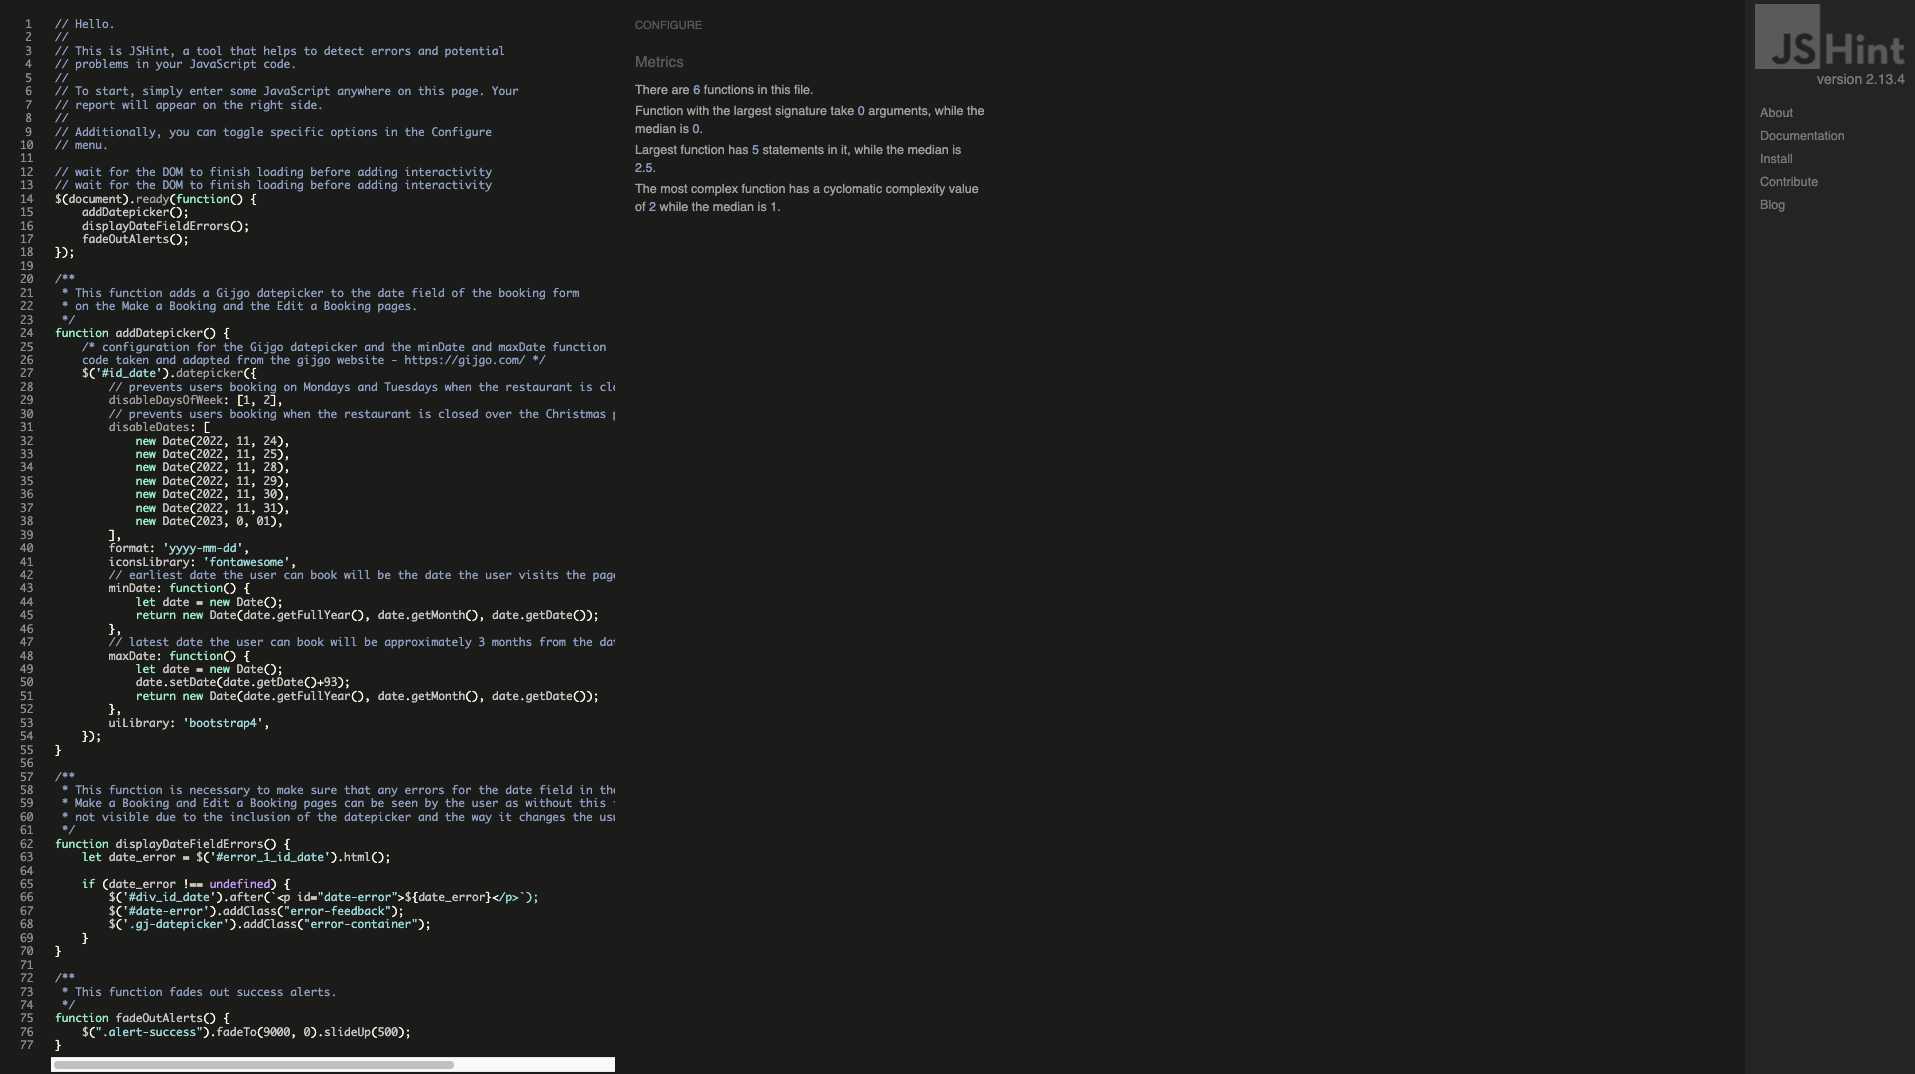 1 // Hello.
2 //
3 // This is JSHint, a tool that helps to detect errors and potential
4 // problems in your JavaScript code.
5 //
6 // To start, simply enter some JavaScript anywhere on this page. Your
7 // report will appear on the right side.
8 //
9 // Additionally, you can toggle specific options in the Configure
10 // menu.
11
12 // wait for the DOM to finish loading before adding interactivity
13 // wait for the DOM to finish loading before adding interactivity
14 $(document).ready(function() {
15     addDatepicker();
16     displayDateFieldErrors();
17     fadeOutAlerts();
18 });
19
20 /**
21  * This function adds a Gijgo datepicker to the date field of the booking form
22  * on the Make a Booking and the Edit a Booking pages.
23  */
24 function addDatepicker() {
25     /* configuration for the Gijgo datepicker and the minDate and maxDate function
26     code taken and adapted from the gijgo website - https://gijgo.com/ */
27     $('#id_date').datepicker({
28         // prevents users booking on Mondays and Tuesdays when the restaurant is
29         disableDaysOfWeek: [1, 2],
30         // prevents users booking when the restaurant is closed over the Christmas
31         disableDates: [
32             new Date(2022, 11, 24),
33             new Date(2022, 11, 25),
34             new Date(2022, 11, 28),
35             new Date(2022, 11, 29),
36             new Date(2022, 11, 30),
37             new Date(2022, 11, 31),
38             new Date(2023, 0, 01),
39         ],
40         format: 'yyyy-mm-dd',
41         iconsLibrary: 'fontawesome',
42         // earliest date the user can book will be the date the user visits the page
43         minDate: function() {
44             let date = new Date();
45             return new Date(date.getFullYear(), date.getMonth(), date.getDate());
46         },
47         // latest date the user can book will be approximately 3 months from the
48         maxDate: function() {
49             let date = new Date();
50             date.setDate(date.getDate()+93);
51             return new Date(date.getFullYear(), date.getMonth(), date.getDate());
52         },
53         uiLibrary: 'bootstrap4',
54     });
55 }
56
57 /**
58  * This function is necessary to make sure that any errors for the date field in the
59  * Make a Booking and Edit a Booking pages can be seen by the user as without this
60  * not visible due to the inclusion of the datepicker and the way it changes the
61  */
62 function displayDateFieldErrors() {
63     let date_error = $('#error_1_id_date').html();
64
65     if (date_error !== undefined) {
66         $('#div_id_date').after(`<p id="date-error">${date_error}</p>`);
67         $('#date-error').addClass("error-feedback");
68         $('.gj-datepicker').addClass("error-container");
69     }
70 }
71
72 /**
73  * This function fades out success alerts.
74  */
75 function fadeOutAlerts() {
76     $(".alert-success").fadeTo(9000, 0).slideUp(500);
77 }
CONFIGURE
Metrics
There are 6 functions in this file.
Function with the largest signature take 0 arguments, while the
median is 0.
Largest function has 5 statements in it, while the median is
2.5.
The most complex function has a cyclomatic complexity value
of 2 while the median is 1.
JSHint
version 2.13.4
About
Documentation
Install
Contribute
Blog